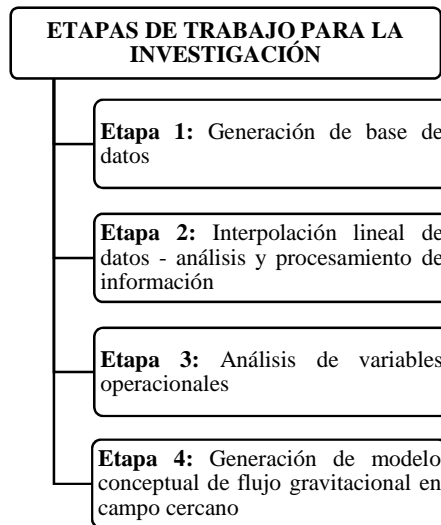 ETAPAS DE TRABAJO PARA LA
INVESTIGACIÓN
Etapa 1: Generación de base de
datos
Etapa 2: Interpolación lineal de
datos - análisis y procesamiento de
información
Etapa 3: Análisis de variables
operacionales
Etapa 4: Generación de modelo
conceptual de flujo gravitacional en
campo cercano